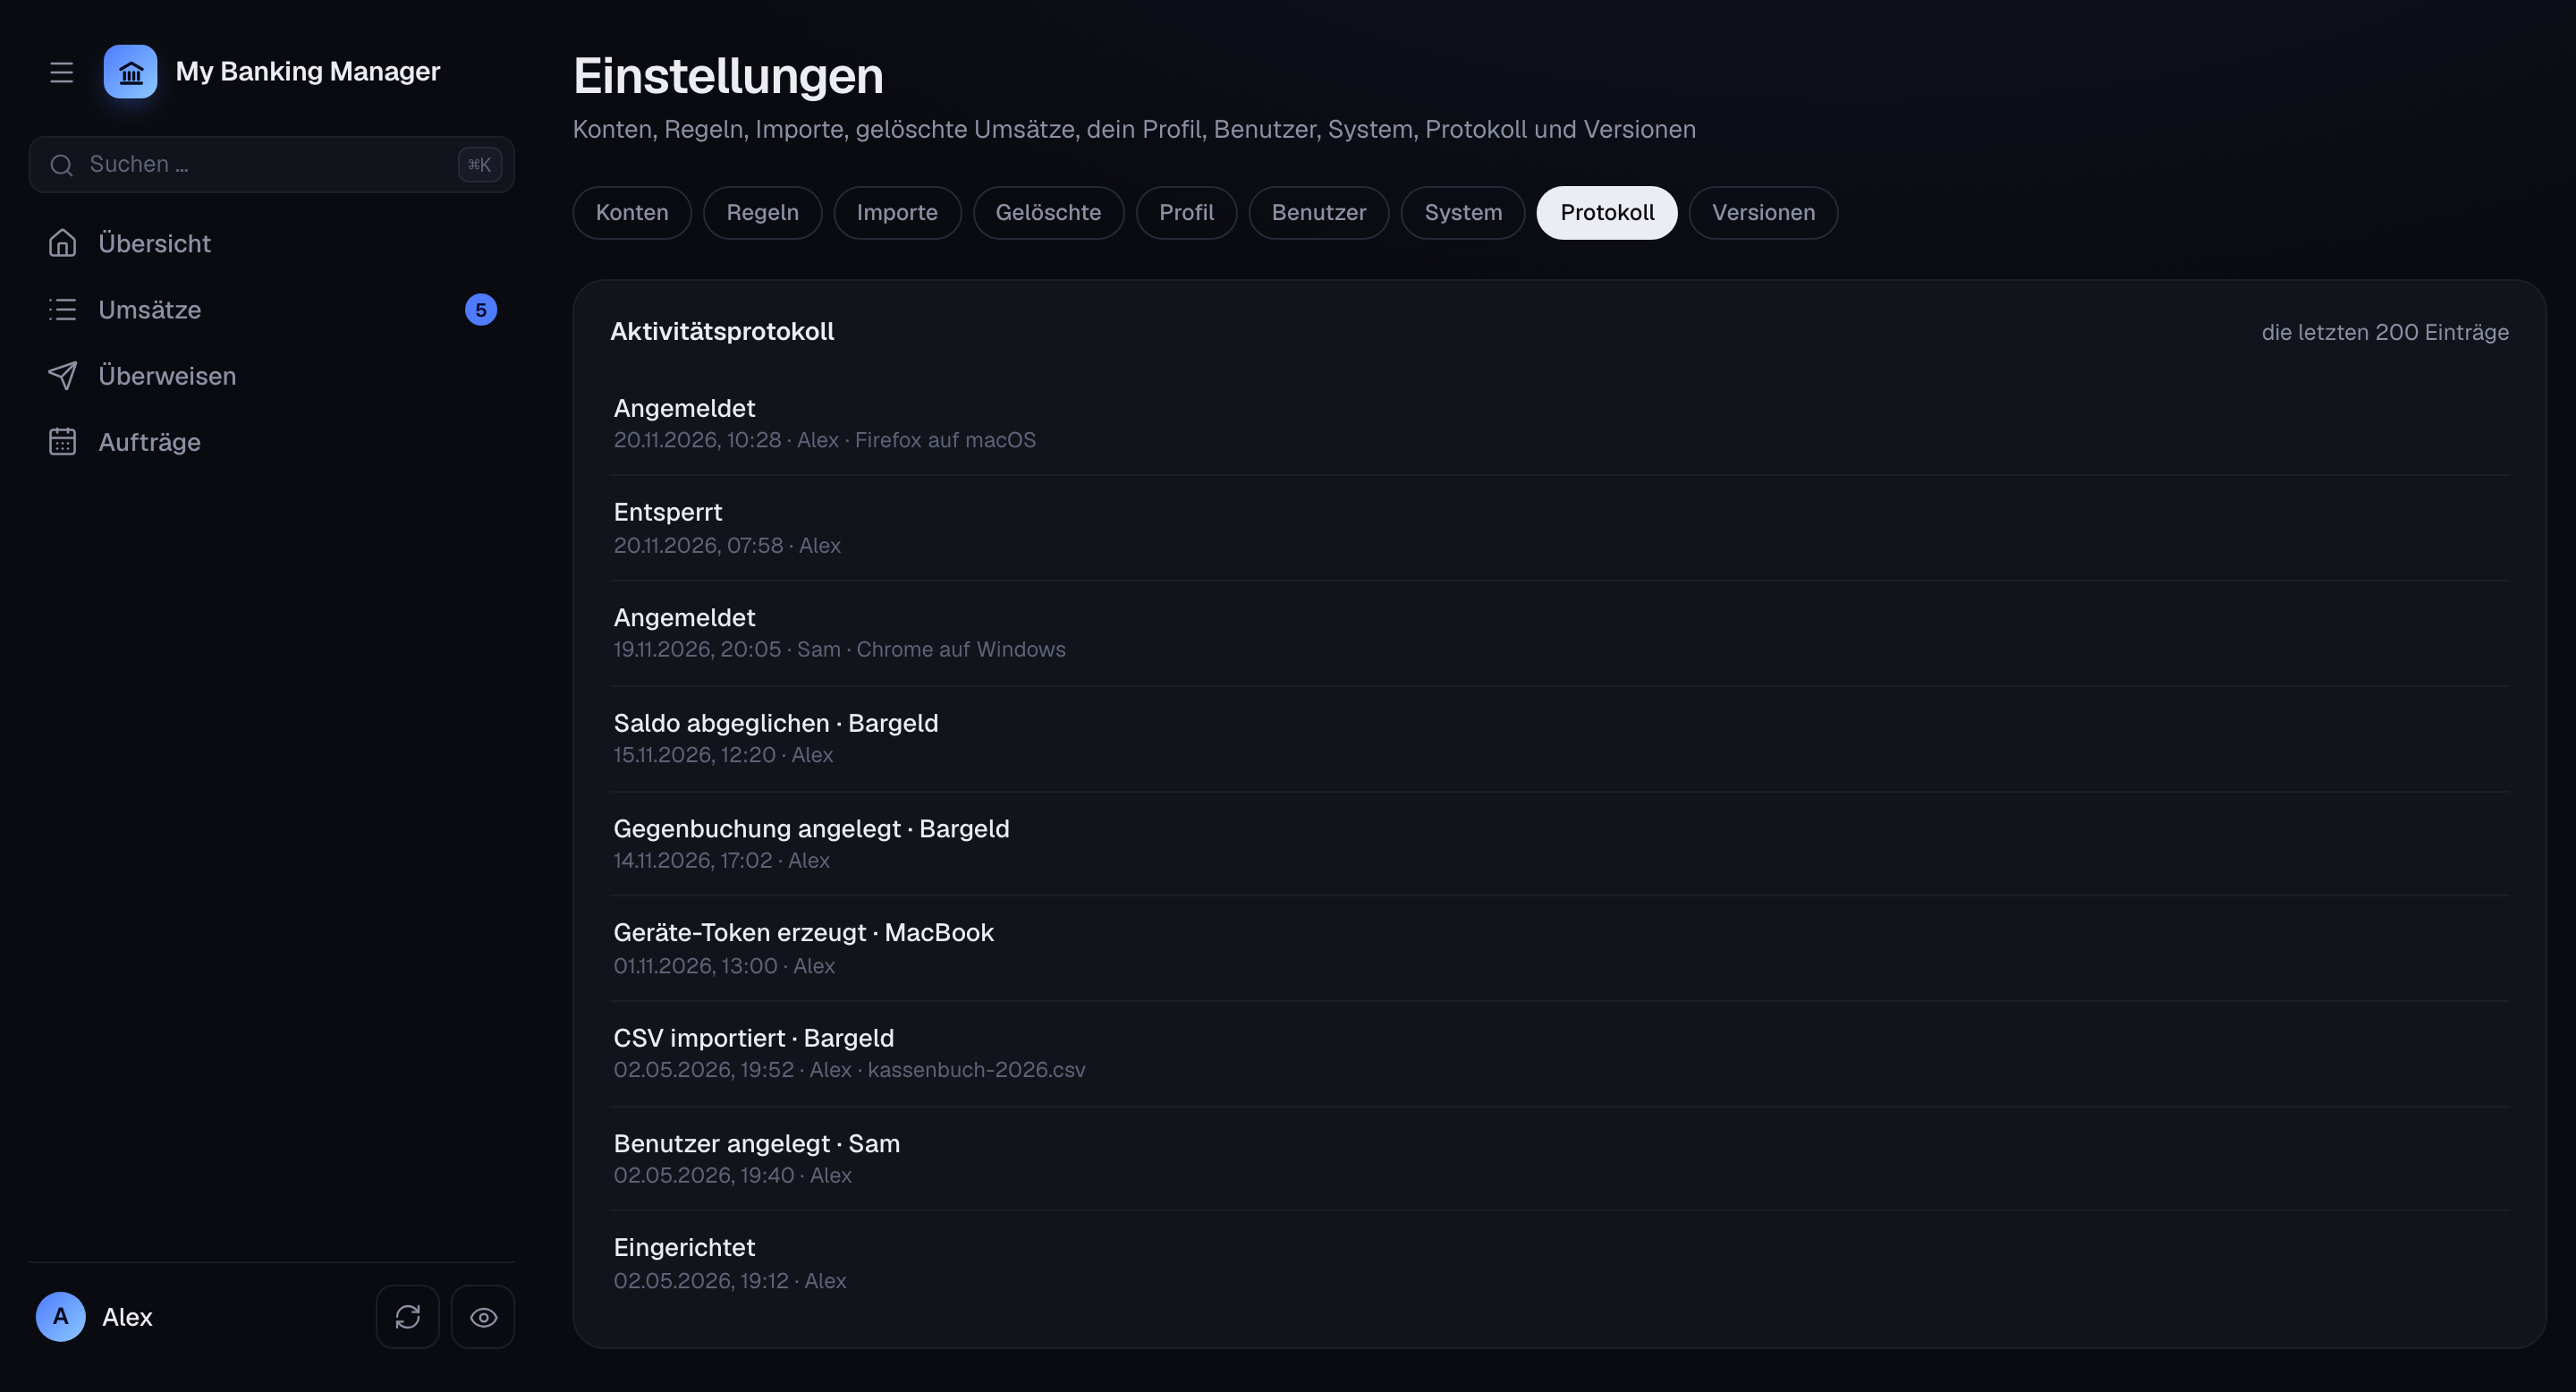 My Banking Manager
Suchen …
⌘K
Übersicht
Umsätze
5
Überweisen
Aufträge
A
Alex
Einstellungen
Konten, Regeln, Importe, gelöschte Umsätze, dein Profil, Benutzer, System, Protokoll und Versionen
Konten
Regeln
Importe
Gelöschte
Profil
Benutzer
System
Protokoll
Versionen
Aktivitätsprotokoll
die letzten 200 Einträge
Angemeldet
20.11.2026, 10:28 · Alex · Firefox auf macOS
Entsperrt
20.11.2026, 07:58 · Alex
Angemeldet
19.11.2026, 20:05 · Sam · Chrome auf Windows
Saldo abgeglichen · Bargeld
15.11.2026, 12:20 · Alex
Gegenbuchung angelegt · Bargeld
14.11.2026, 17:02 · Alex
Geräte-Token erzeugt · MacBook
01.11.2026, 13:00 · Alex
CSV importiert · Bargeld
02.05.2026, 19:52 · Alex · kassenbuch-2026.csv
Benutzer angelegt · Sam
02.05.2026, 19:40 · Alex
Eingerichtet
02.05.2026, 19:12 · Alex